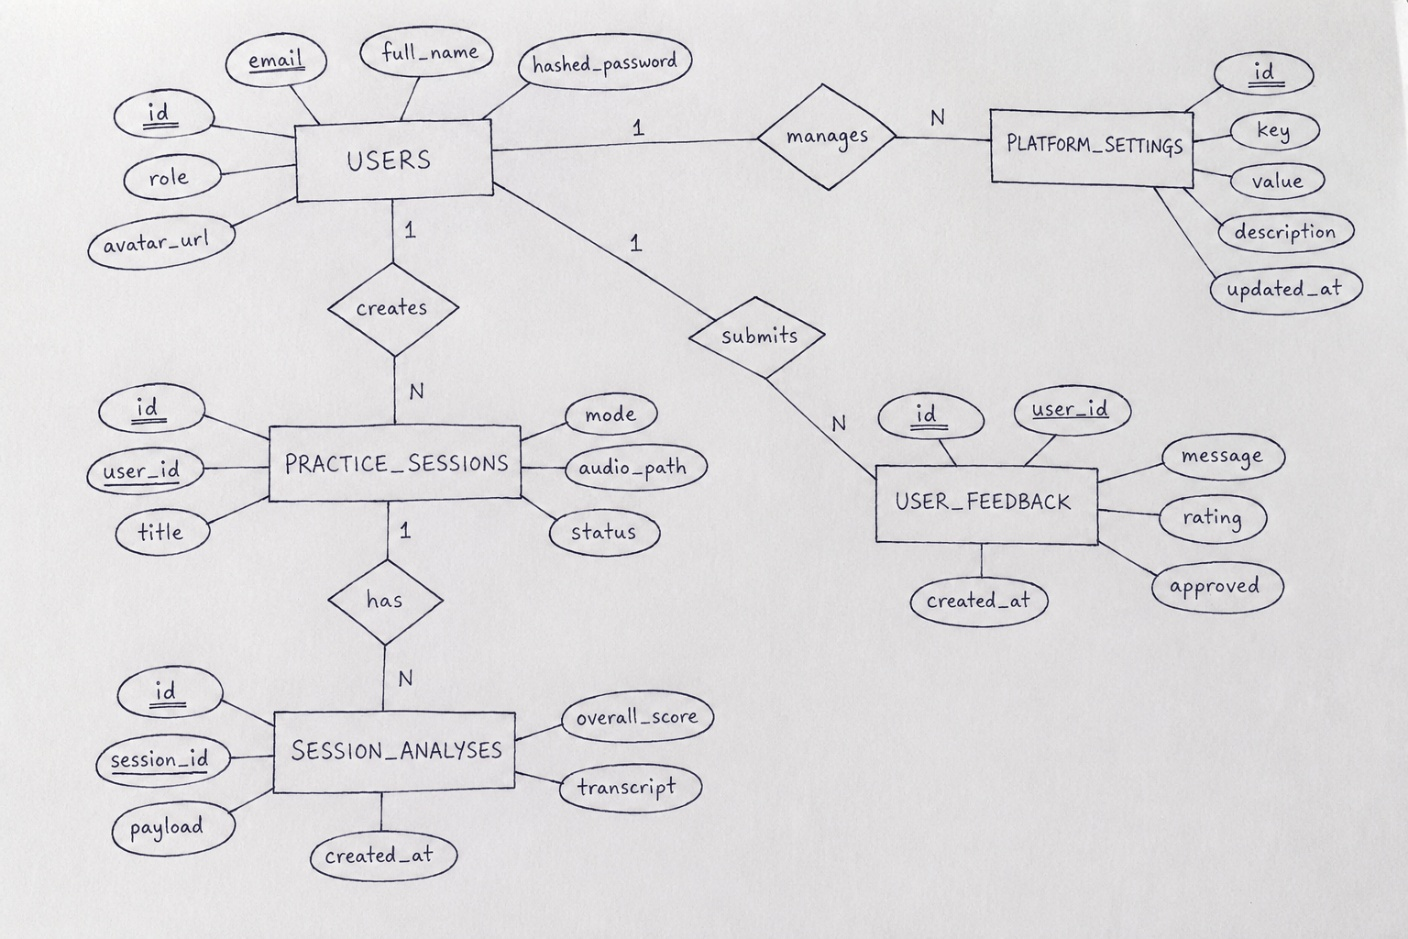 email
full_name
hashed_password
id
role
avatar_url
USERS
1
manages
N
PLATFORM_SETTINGS
id
key
value
description
updated_at
1
creates
N
1
submits
N
id
user_id
title
PRACTICE_SESSIONS
mode
audio_path
status
id
user_id
USER_FEEDBACK
message
rating
approved
created_at
1
has
N
id
session_id
payload
SESSION_ANALYSES
overall_score
transcript
created_at